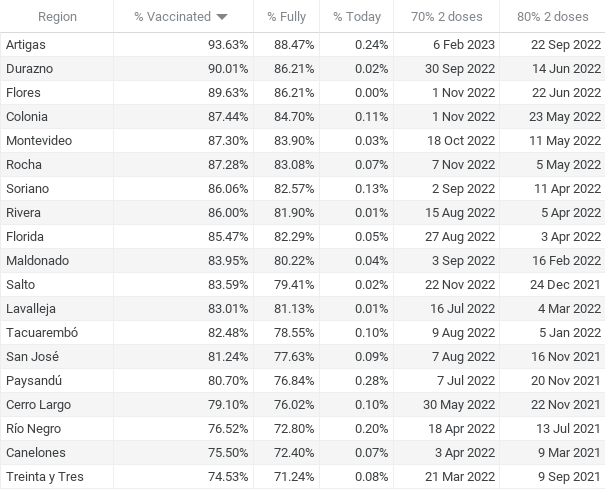 Region % Vaccinated % Fully % Today 70% 2 doses 80% 2 doses
Artigas 93.63% 88.47% 0.24% 6 Feb 2023 22 Sep 2022
Durazno 90.01% 86.21% 0.02% 30 Sep 2022 14 Jun 2022
Flores 89.63% 86.21% 0.00% 1 Nov 2022 22 Jun 2022
Colonia 87.44% 84.70% 0.11% 1 Nov 2022 23 May 2022
Montevideo 87.30% 83.90% 0.03% 18 Oct 2022 11 May 2022
Rocha 87.28% 83.08% 0.07% 7 Nov 2022 5 May 2022
Soriano 86.06% 82.57% 0.13% 2 Sep 2022 11 Apr 2022
Rivera 86.00% 81.90% 0.01% 15 Aug 2022 5 Apr 2022
Florida 85.47% 82.29% 0.05% 27 Aug 2022 3 Apr 2022
Maldonado 83.95% 80.22% 0.04% 3 Sep 2022 16 Feb 2022
Salto 83.59% 79.41% 0.02% 22 Nov 2022 24 Dec 2021
Lavalleja 83.01% 81.13% 0.01% 16 Jul 2022 4 Mar 2022
Tacuarembó 82.48% 78.55% 0.10% 9 Aug 2022 5 Jan 2022
San José 81.24% 77.63% 0.09% 7 Aug 2022 16 Nov 2021
Paysandú 80.70% 76.84% 0.28% 7 Jul 2022 20 Nov 2021
Cerro Largo 79.10% 76.02% 0.10% 30 May 2022 22 Nov 2021
Río Negro 76.52% 72.80% 0.20% 18 Apr 2022 13 Jul 2021
Canelones 75.50% 72.40% 0.07% 3 Apr 2022 9 Mar 2021
Treinta y Tres 74.53% 71.24% 0.08% 21 Mar 2022 9 Sep 2021